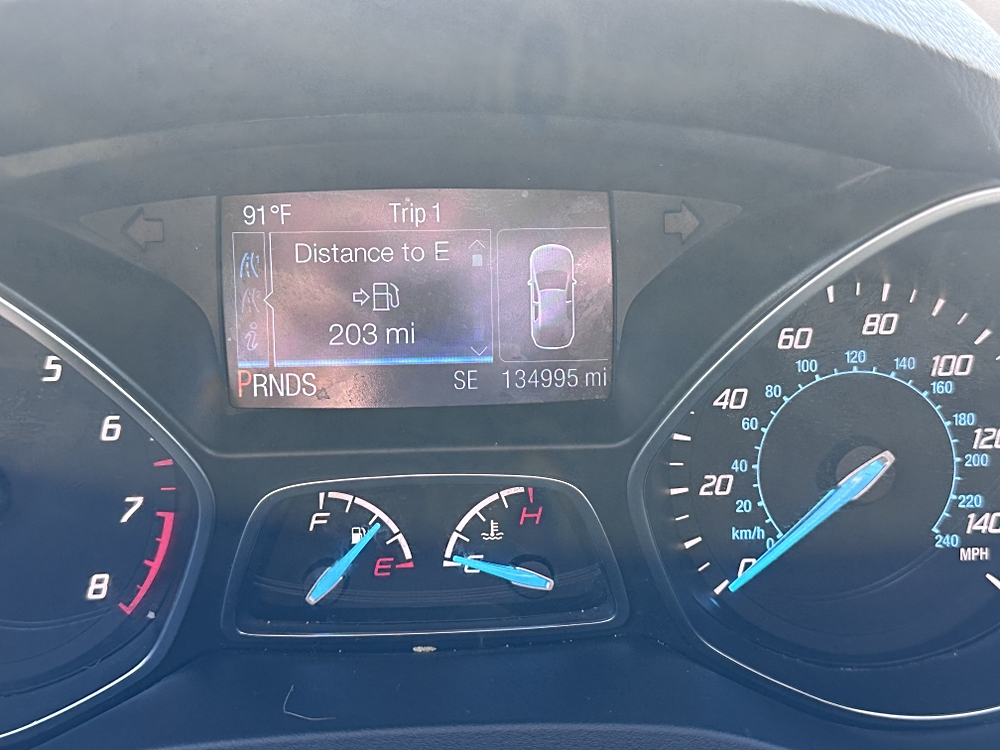 91°F Trip 1
Distance to E
203 mi
PRNDS SE 134995 mi
5
6
7
8
F E
C H
0 20 40 60 80 100 120 140
MPH
km/h 0 20 40 60 80 100 120 140 160 180 200 220 240